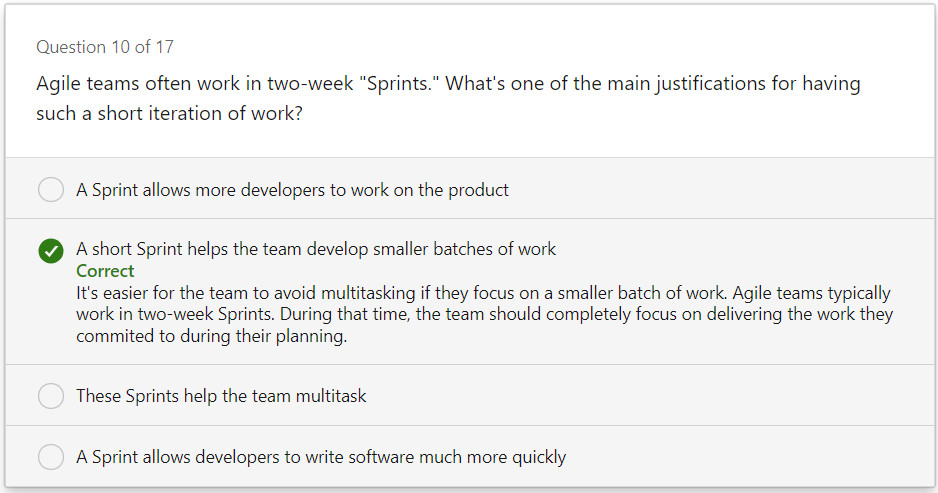 Question 10 of 17
Agile teams often work in two-week "Sprints." What's one of the main justifications for having
such a short iteration of work?
A Sprint allows more developers to work on the product
A short Sprint helps the team develop smaller batches of work
Correct
It's easier for the team to avoid multitasking if they focus on a smaller batch of work. Agile teams typically
work in two-week Sprints. During that time, the team should completely focus on delivering the work they
commited to during their planning.
These Sprints help the team multitask
A Sprint allows developers to write software much more quickly